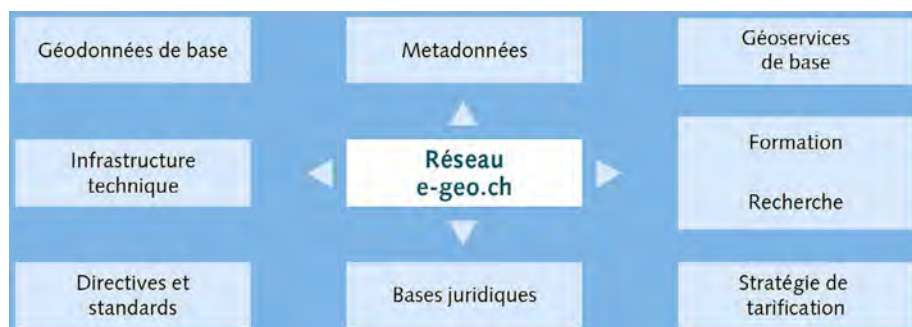 Géodonnées de base
Metadonnées
Géoservices
de base
Infrastructure
technique
Réseau
e-geo.ch
Formation
Recherche
Directives et
standards
Bases juridiques
Stratégie de
tarification